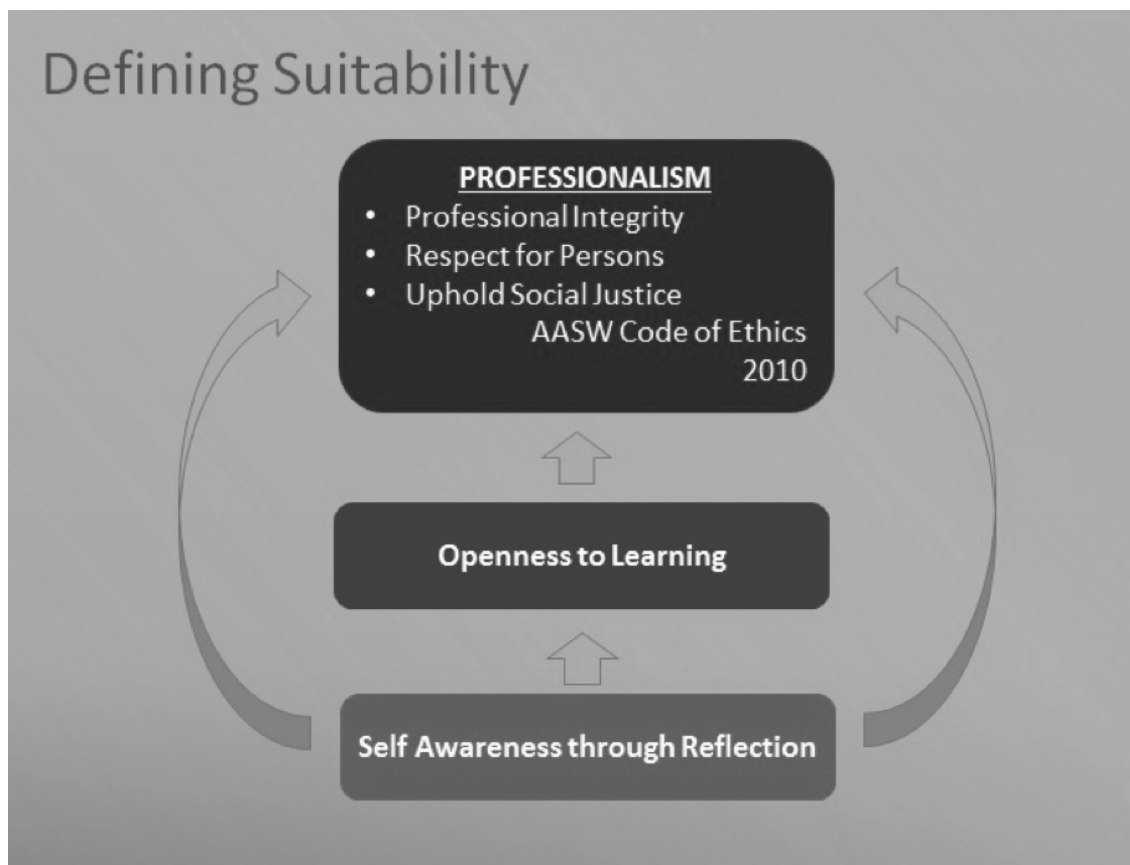 Defining Suitability
PROFESSIONALISM
• Professional Integrity
• Respect for Persons
• Uphold Social Justice
AASW Code of Ethics
2010
Openness to Learning
Self Awareness through Reflection